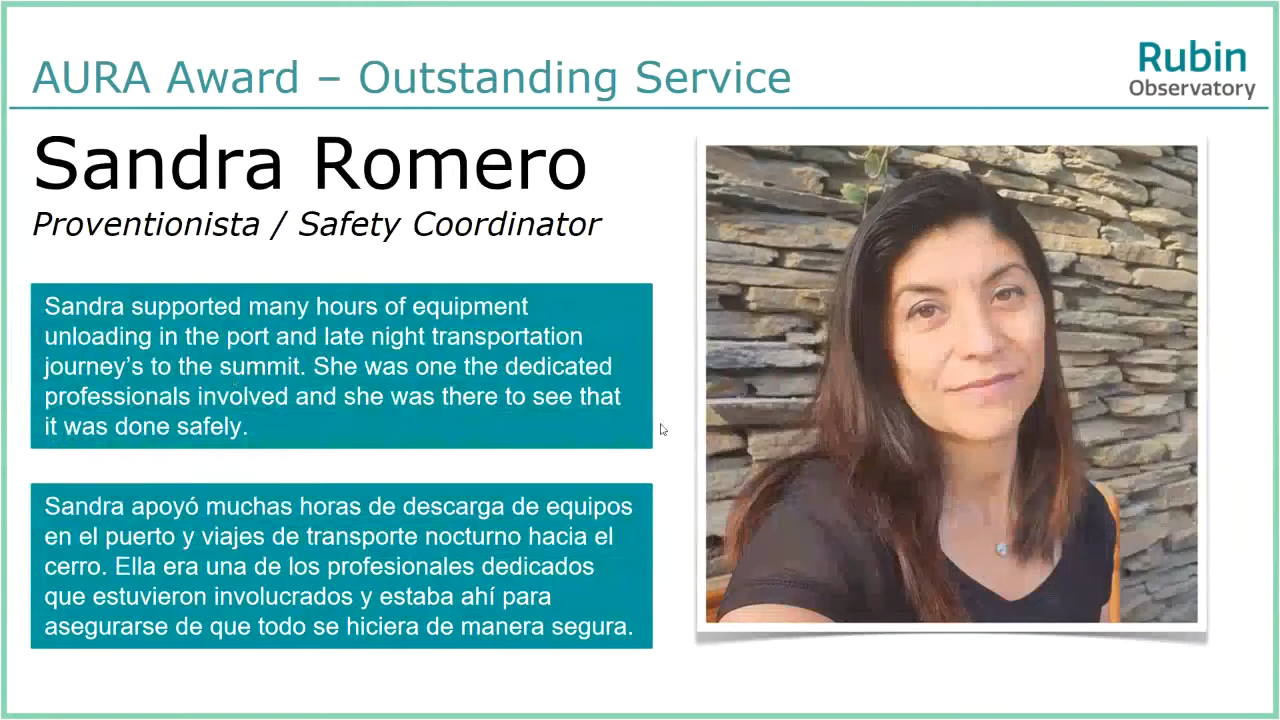 AURA Award – Outstanding Service
Rubin
Observatory
Sandra Romero
Proventionista / Safety Coordinator
Sandra supported many hours of equipment
unloading in the port and late night transportation
journey's to the summit. She was one the dedicated
professionals involved and she was there to see that
it was done safely.
Sandra apoyó muchas horas de descarga de equipos
en el puerto y viajes de transporte nocturno hacia el
cerro. Ella era una de los profesionales dedicados
que estuvieron involucrados y estaba ahí para
asegurarse de que todo se hiciera de manera segura.